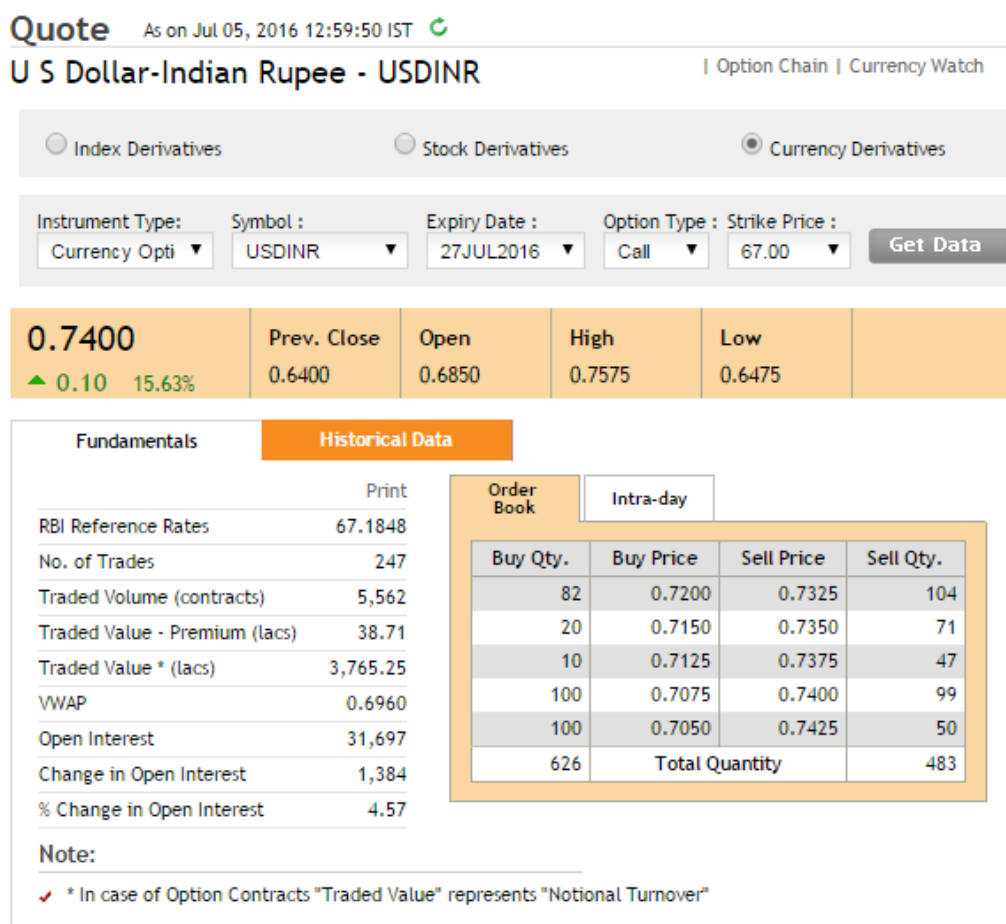 Quote As on Jul 05, 2016 12:59:50 IST
U S Dollar-Indian Rupee - USDINR | Option Chain | Currency Watch
Index Derivatives Stock Derivatives Currency Derivatives
Instrument Type: Symbol : Expiry Date : Option Type : Strike Price :
Currency Opti USDINR 27JUL2016 Call 67.00 Get Data
0.7400 Prev. Close Open High Low
0.10 15.63% 0.6400 0.6850 0.7575 0.6475
Fundamentals Historical Data
Print
RBI Reference Rates 67.1848
No. of Trades 247
Traded Volume (contracts) 5,562
Traded Value - Premium (lacs) 38.71
Traded Value * (lacs) 3,765.25
VWAP 0.6960
Open Interest 31,697
Change in Open Interest 1,384
% Change in Open Interest 4.57
Order Book Intra-day
Buy Qty. Buy Price Sell Price Sell Qty.
82 0.7200 0.7325 104
20 0.7150 0.7350 71
10 0.7125 0.7375 47
100 0.7075 0.7400 99
100 0.7050 0.7425 50
626 Total Quantity 483
Note:
* In case of Option Contracts "Traded Value" represents "Notional Turnover"